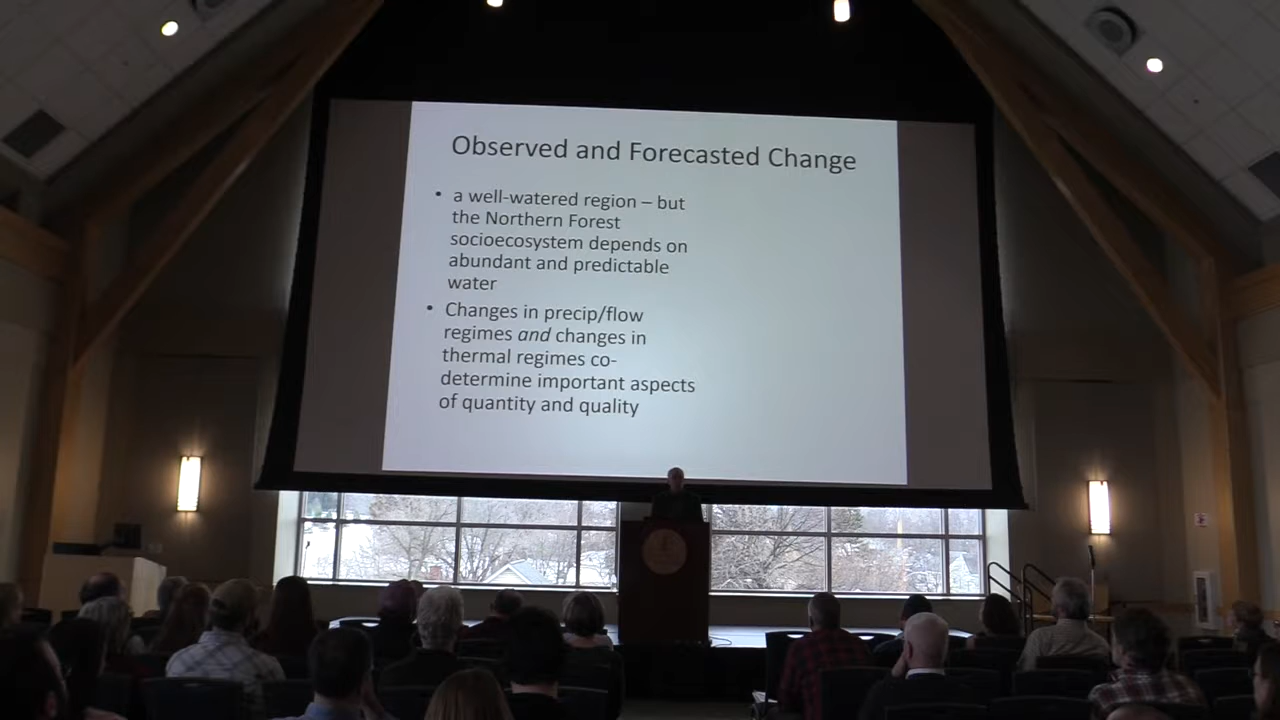 Observed and Forecasted Change
• a well-watered region – but
the Northern Forest
socioecosystem depends on
abundant and predictable
water
• Changes in precip/flow
regimes and changes in
thermal regimes co-
determine important aspects
of quantity and quality